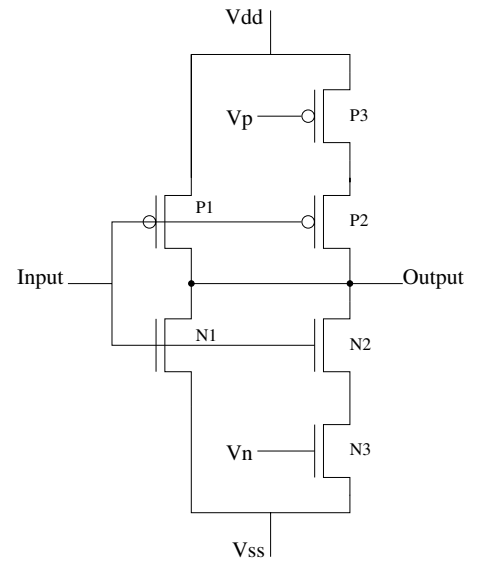 Vdd
Vp
P3
P1
P2
Input
Output
N1
N2
Vn
N3
Vss